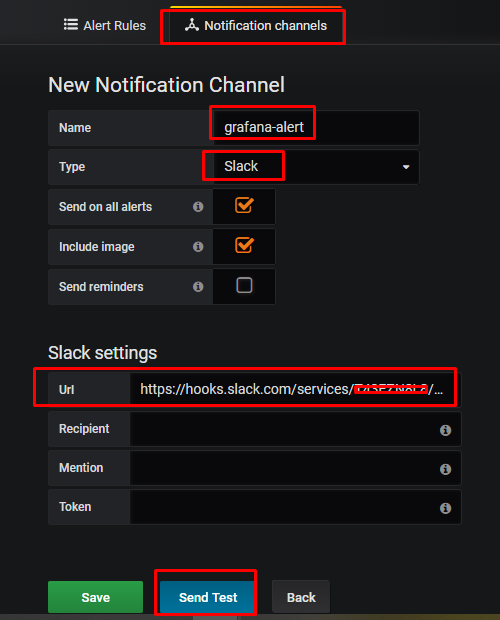 Alert Rules Notification channels
New Notification Channel
Name grafana-alert
Type Slack
Send on all alerts
Include image
Send reminders
Slack settings
Url https://hooks.slack.com/services/
Recipient
Mention
Token
Save Send Test Back